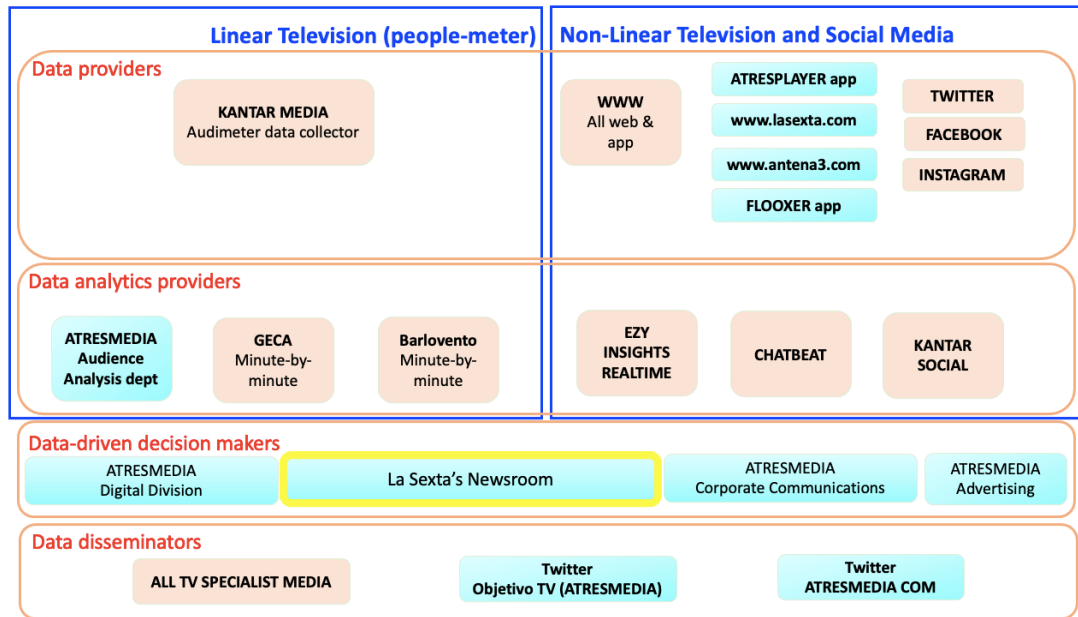 Linear Television (people-meter)
Non-Linear Television and Social Media
Data providers
KANTAR MEDIA
Audimeter data collector
WWW
All web &
app
ATRESPLAYER app
www.lasexta.com
www.antena3.com
FLOOXER app
TWITTER
FACEBOOK
INSTAGRAM
Data analytics providers
ATRESMEDIA
Audience
Analysis dept
GECA
Minute-by-
minute
Barlovento
Minute-by-
minute
EZY
INSIGHTS
REALTIME
CHATBEAT
KANTAR
SOCIAL
Data-driven decision makers
ATRESMEDIA
Digital Division
La Sexta’s Newsroom
ATRESMEDIA
Corporate Communications
ATRESMEDIA
Advertising
Data disseminators
ALL TV SPECIALIST MEDIA
Twitter
Objetivo TV (ATRESMEDIA)
Twitter
ATRESMEDIA COM